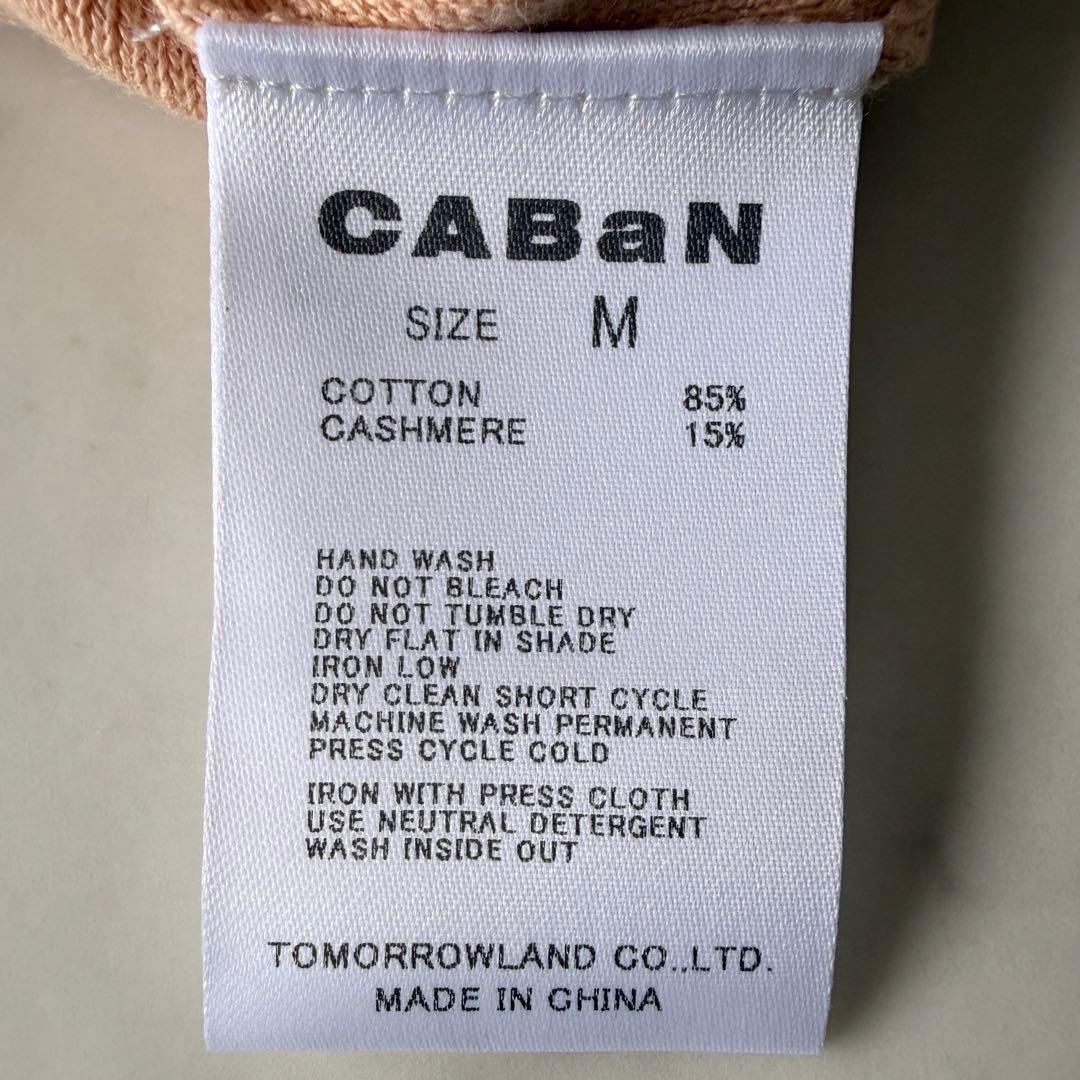 CABaN
SIZE M
COTTON 85%
CASHMERE 15%
HAND WASH
DO NOT BLEACH
DO NOT TUMBLE DRY
DRY FLAT IN SHADE
IRON LOW
DRY CLEAN SHORT CYCLE
MACHINE WASH PERMANENT
PRESS CYCLE COLD
IRON WITH PRESS CLOTH
USE NEUTRAL DETERGENT
WASH INSIDE OUT
TOMORROWLAND CO.,LTD.
MADE IN CHINA